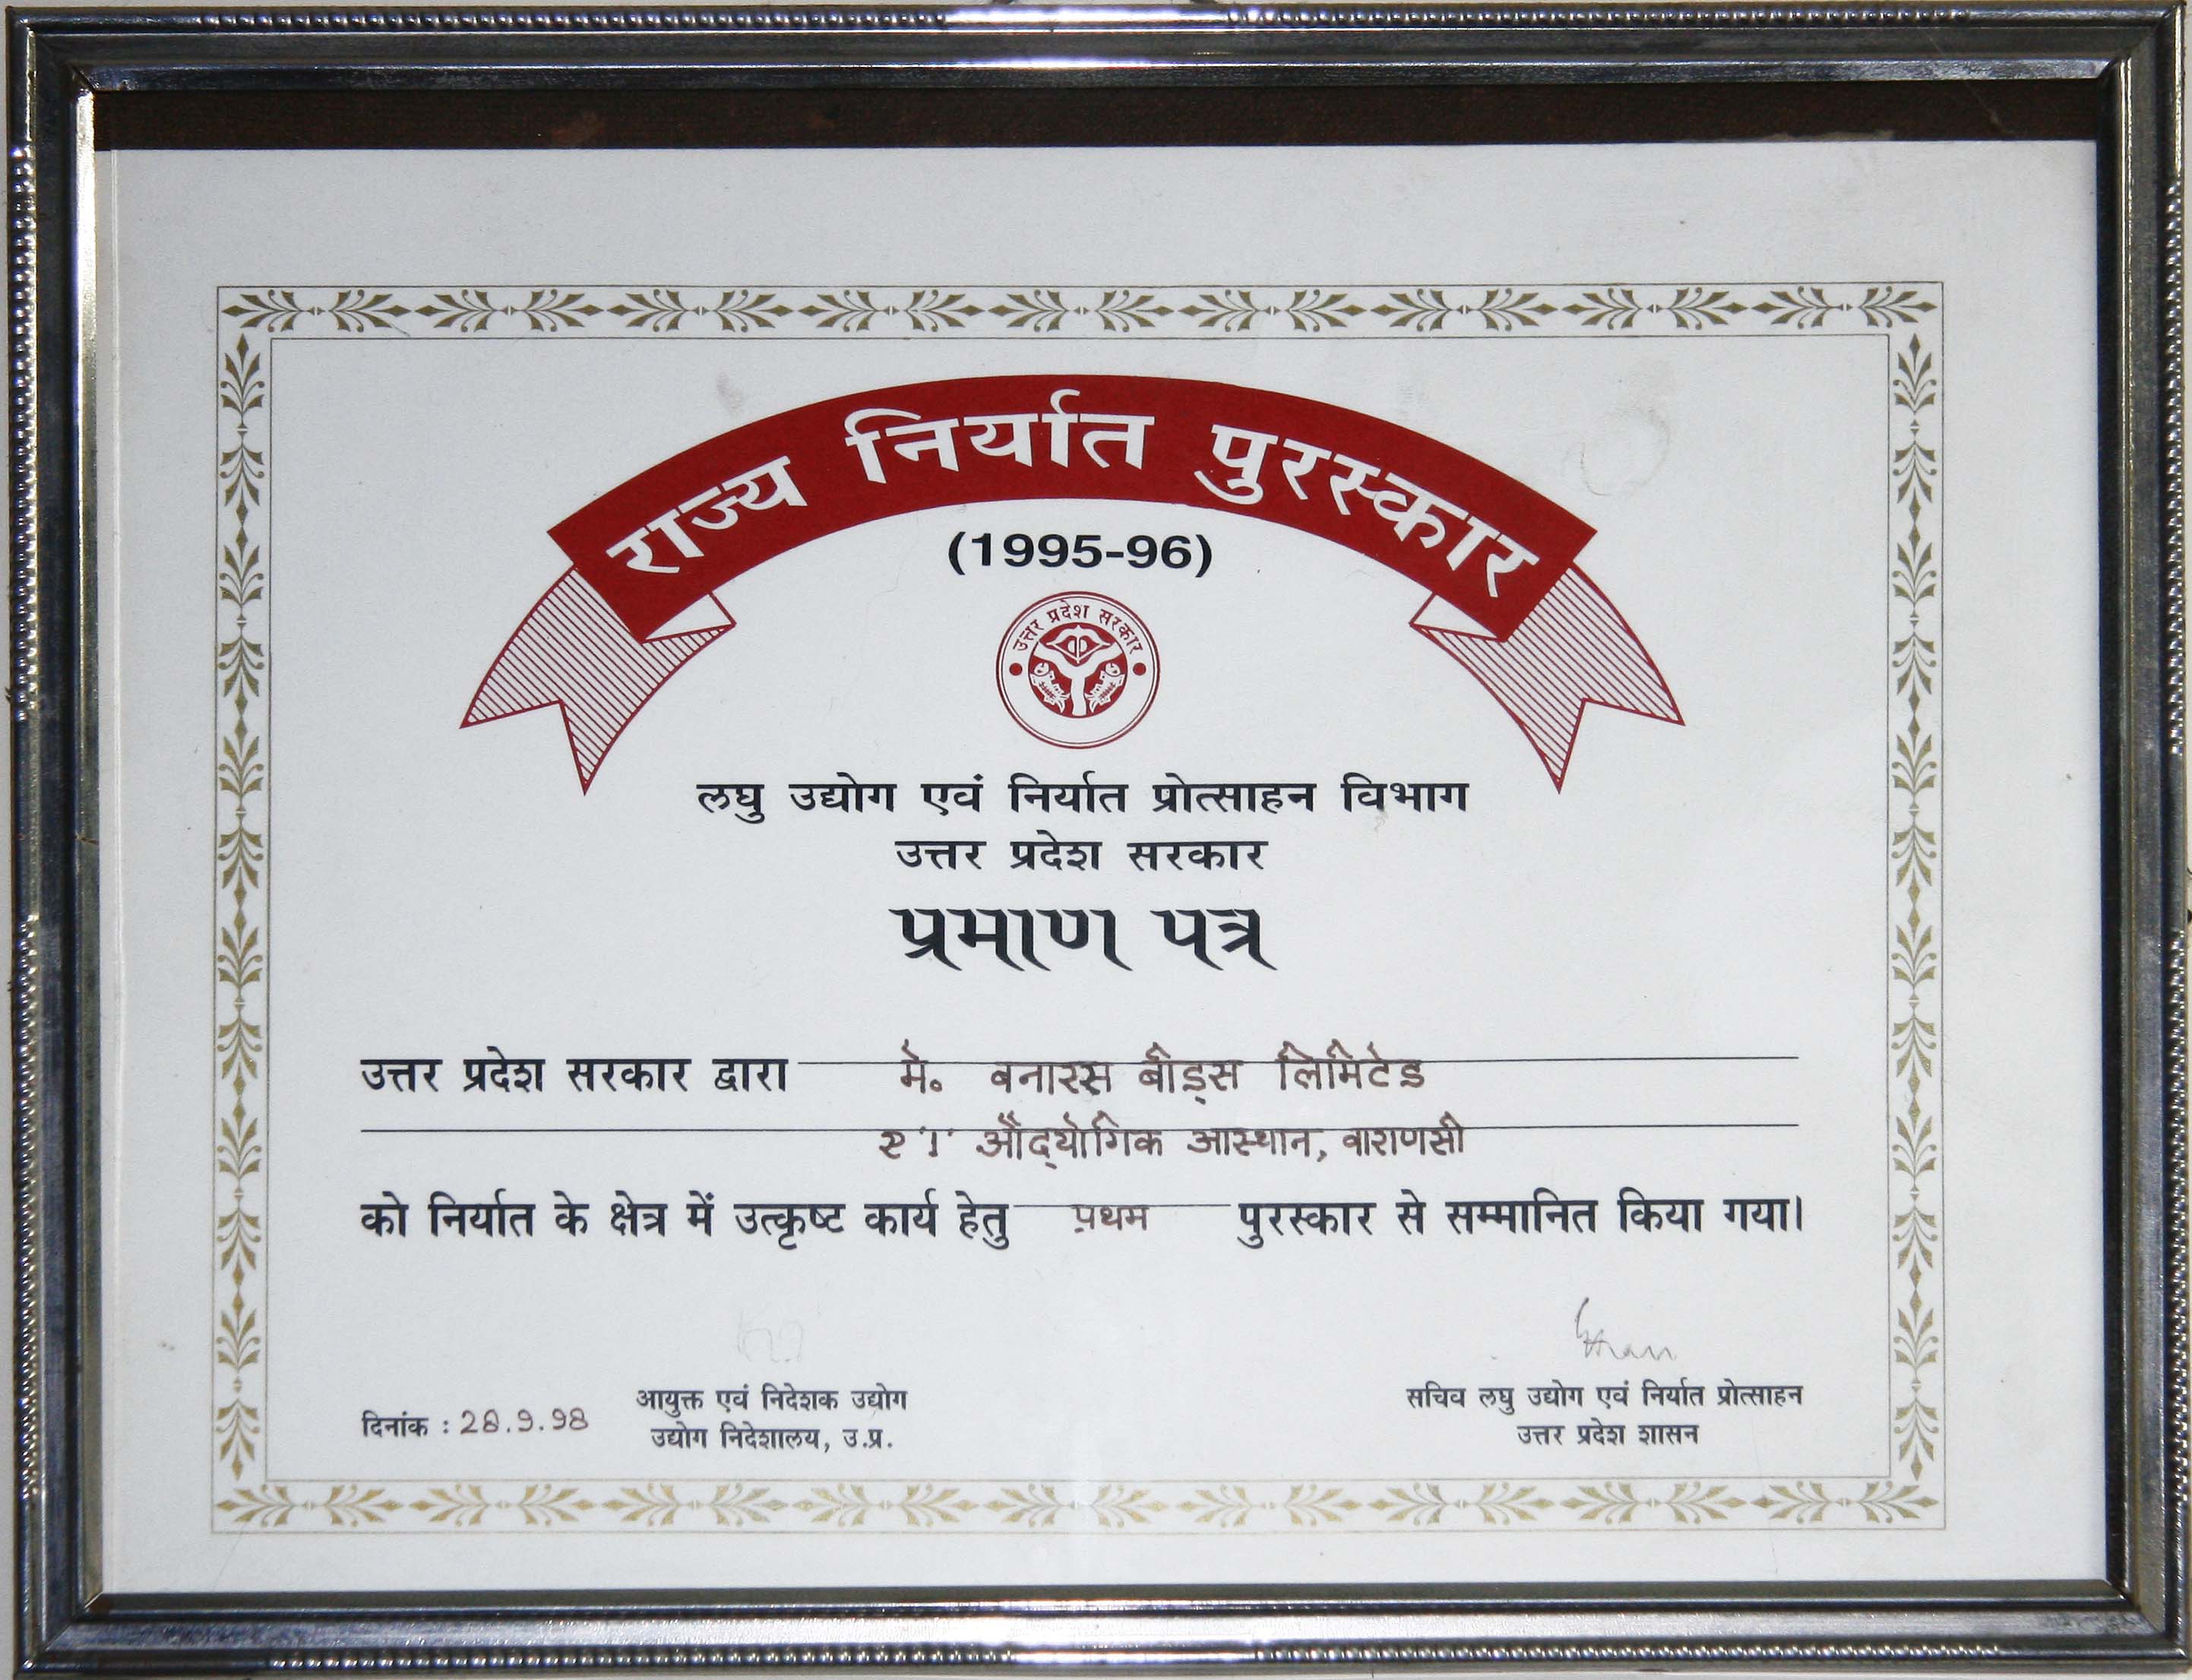 राज्य निर्यात पुरस्कार
(1995-96)
उत्तर प्रदेश सरकार
लघु उद्योग एवं निर्यात प्रोत्साहन विभाग
उत्तर प्रदेश सरकार
प्रमाण पत्र
उत्तर प्रदेश सरकार द्वारा मे० बनारस बीड्स लिमिटेड
औद्योगिक आस्थान, वाराणसी
को निर्यात के क्षेत्र में उत्कृष्ट कार्य हेतु प्रथम पुरस्कार से सम्मानित किया गया।
दिनांक : 28.9.98
आयुक्त एवं निदेशक उद्योग
उद्योग निदेशालय, उ.प्र.
सचिव लघु उद्योग एवं निर्यात प्रोत्साहन
उत्तर प्रदेश शासन